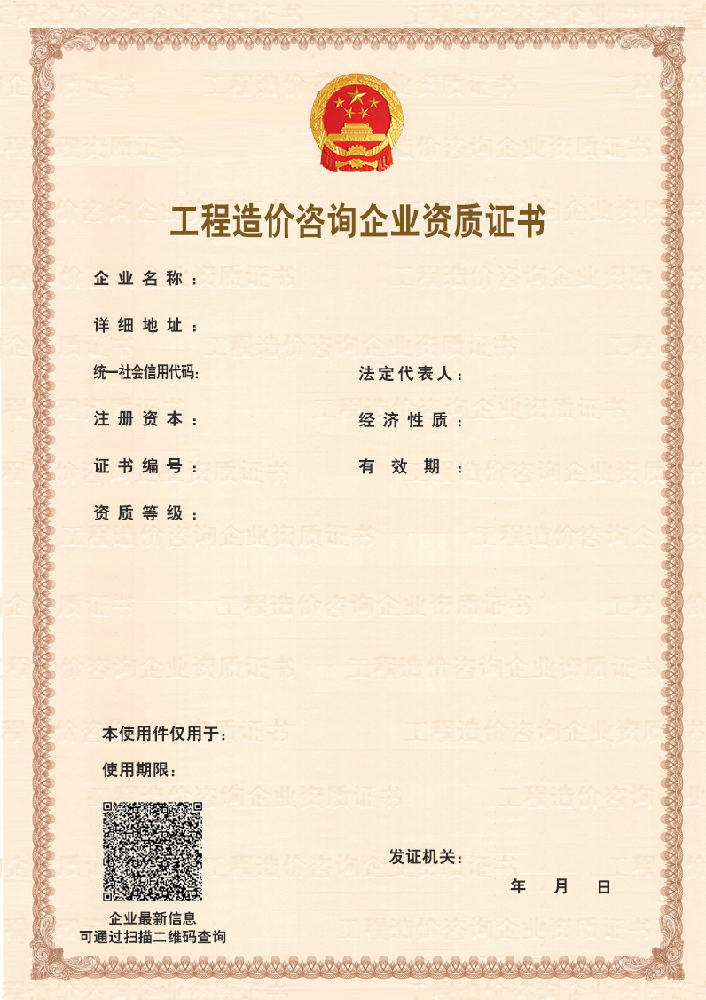 工程造价咨询企业资质证书
企业名称：
详细地址：
统一社会信用代码：
法定代表人：
注册资本：
经济性质：
证书编号：
有效期：
资质等级：
本使用件仅用于：
使用期限：
发证机关：
年 月 日
企业最新信息
可通过扫描二维码查询